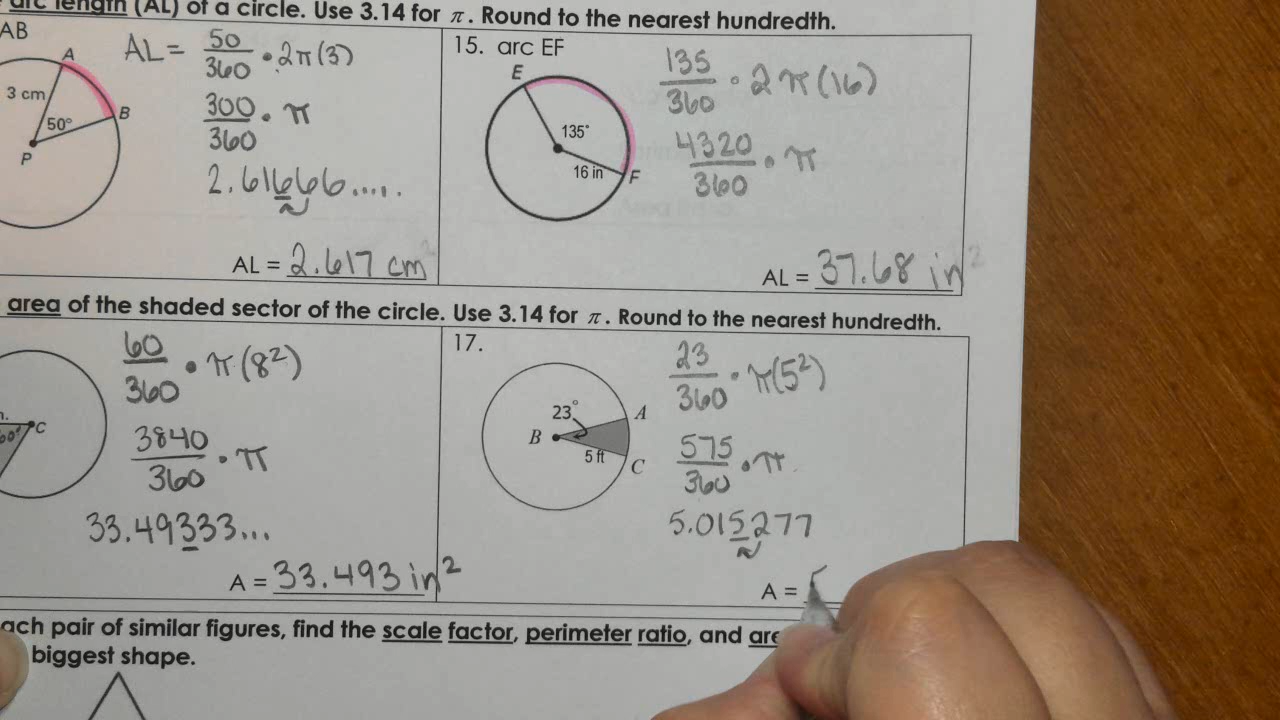 arc length (AL) of a circle. Use 3.14 for π. Round to the nearest hundredth.
AB
A
3 cm
50°
B
P
AL = 50/360 · 2π(3)
300/360 · π
2.61666.....
AL = 2.617 cm²
15. arc EF
E
135°
16 in
F
135/360 · 2π(16)
4320/360 · π
AL = 37.68 in²
area of the shaded sector of the circle. Use 3.14 for π. Round to the nearest hundredth.
C
60/360 · π(8²)
3840/360 · π
33.49333...
A = 33.493 in²
17.
23°
A
B
5 ft
C
23/360 · π(5²)
575/360 · π
5.015277
A = 5
ach pair of similar figures, find the scale factor, perimeter ratio, and are
biggest shape.